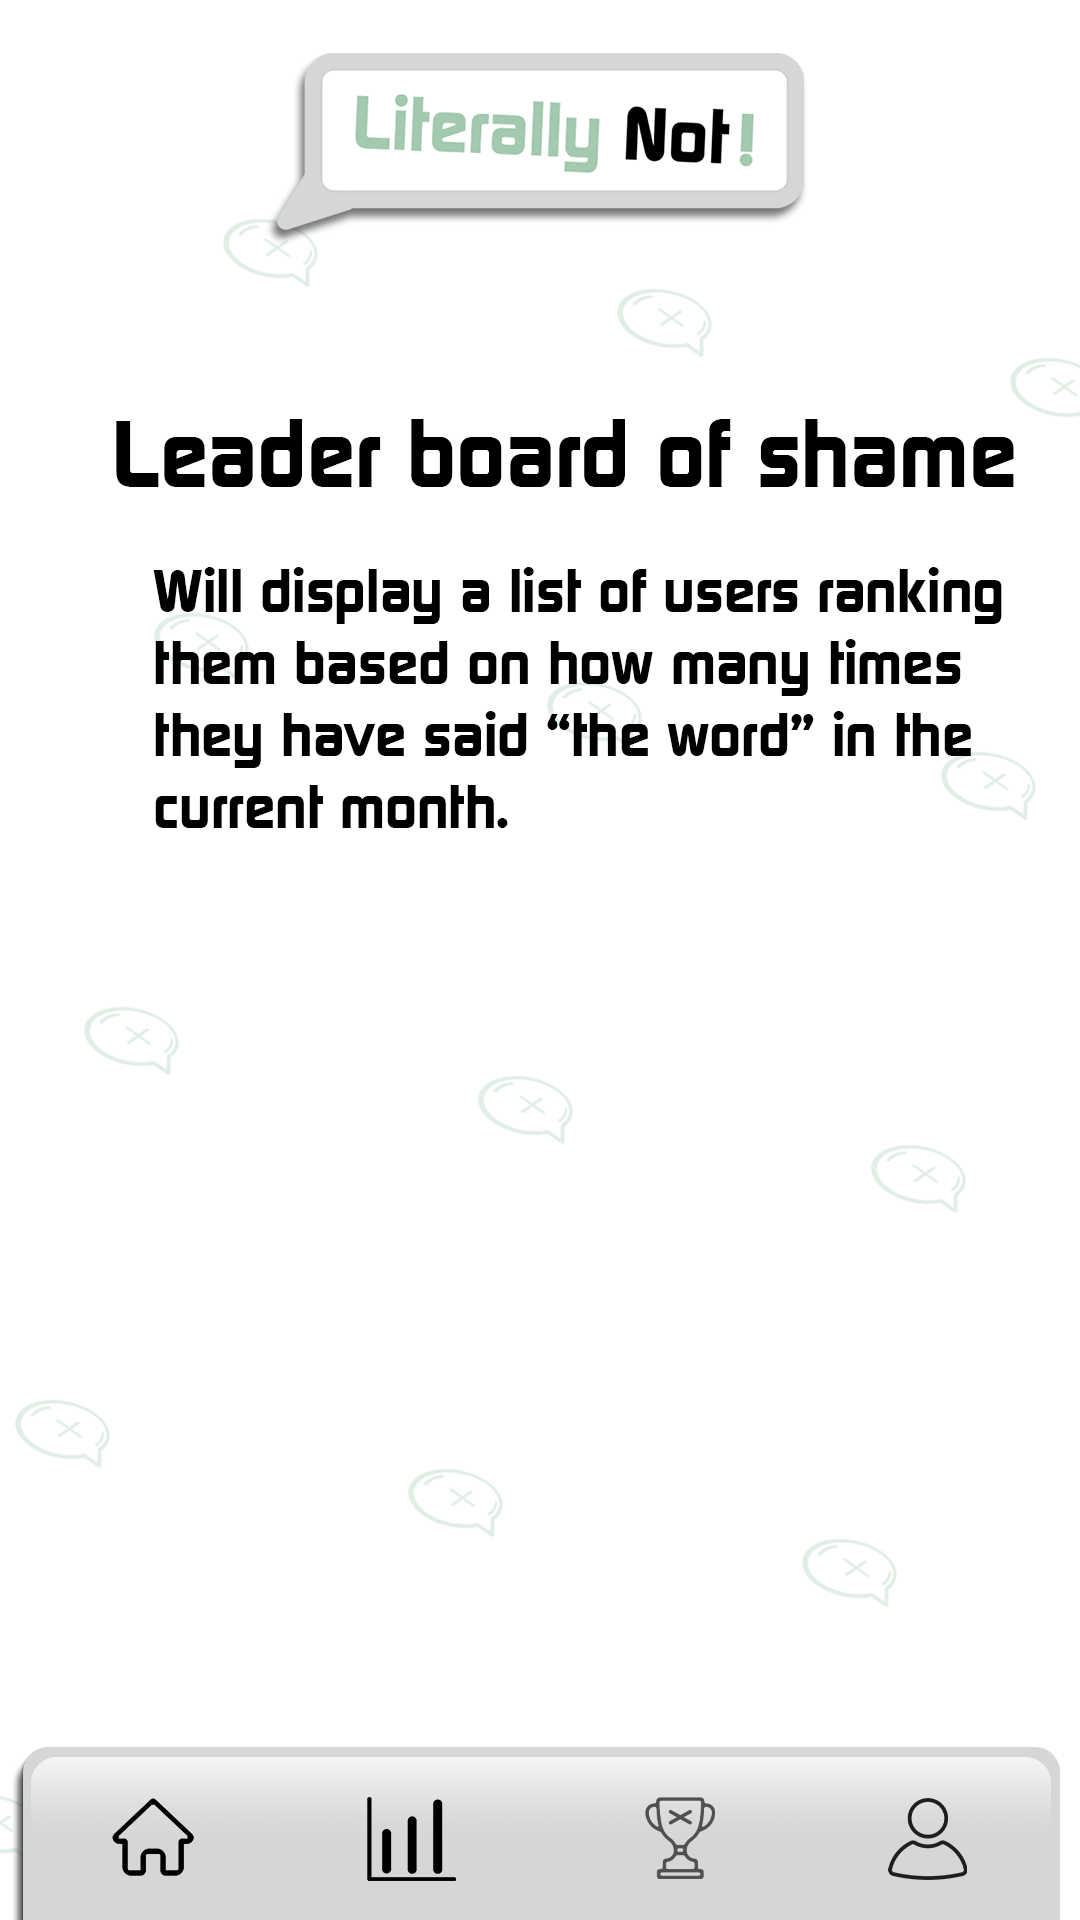 Literally Not!
Leader board of shame
Will display a list of users ranking
them based on how many times
they have said “the word” in the
current month.